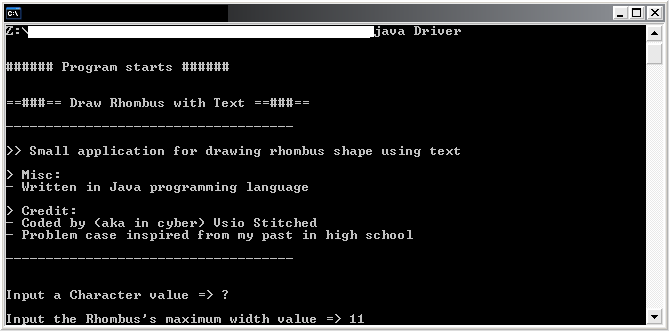 C:\
Z:\ java Driver
###### Program starts ######
==###== Draw Rhombus with Text ==###==
------------------------------------
>> Small application for drawing rhombus shape using text
> Misc:
- Written in Java programming language
> Credit:
- Coded by (aka in cyber) Vsio Stitched
- Problem case inspired from my past in high school
------------------------------------
Input a Character value => ?
Input the Rhombus's maximum width value => 11